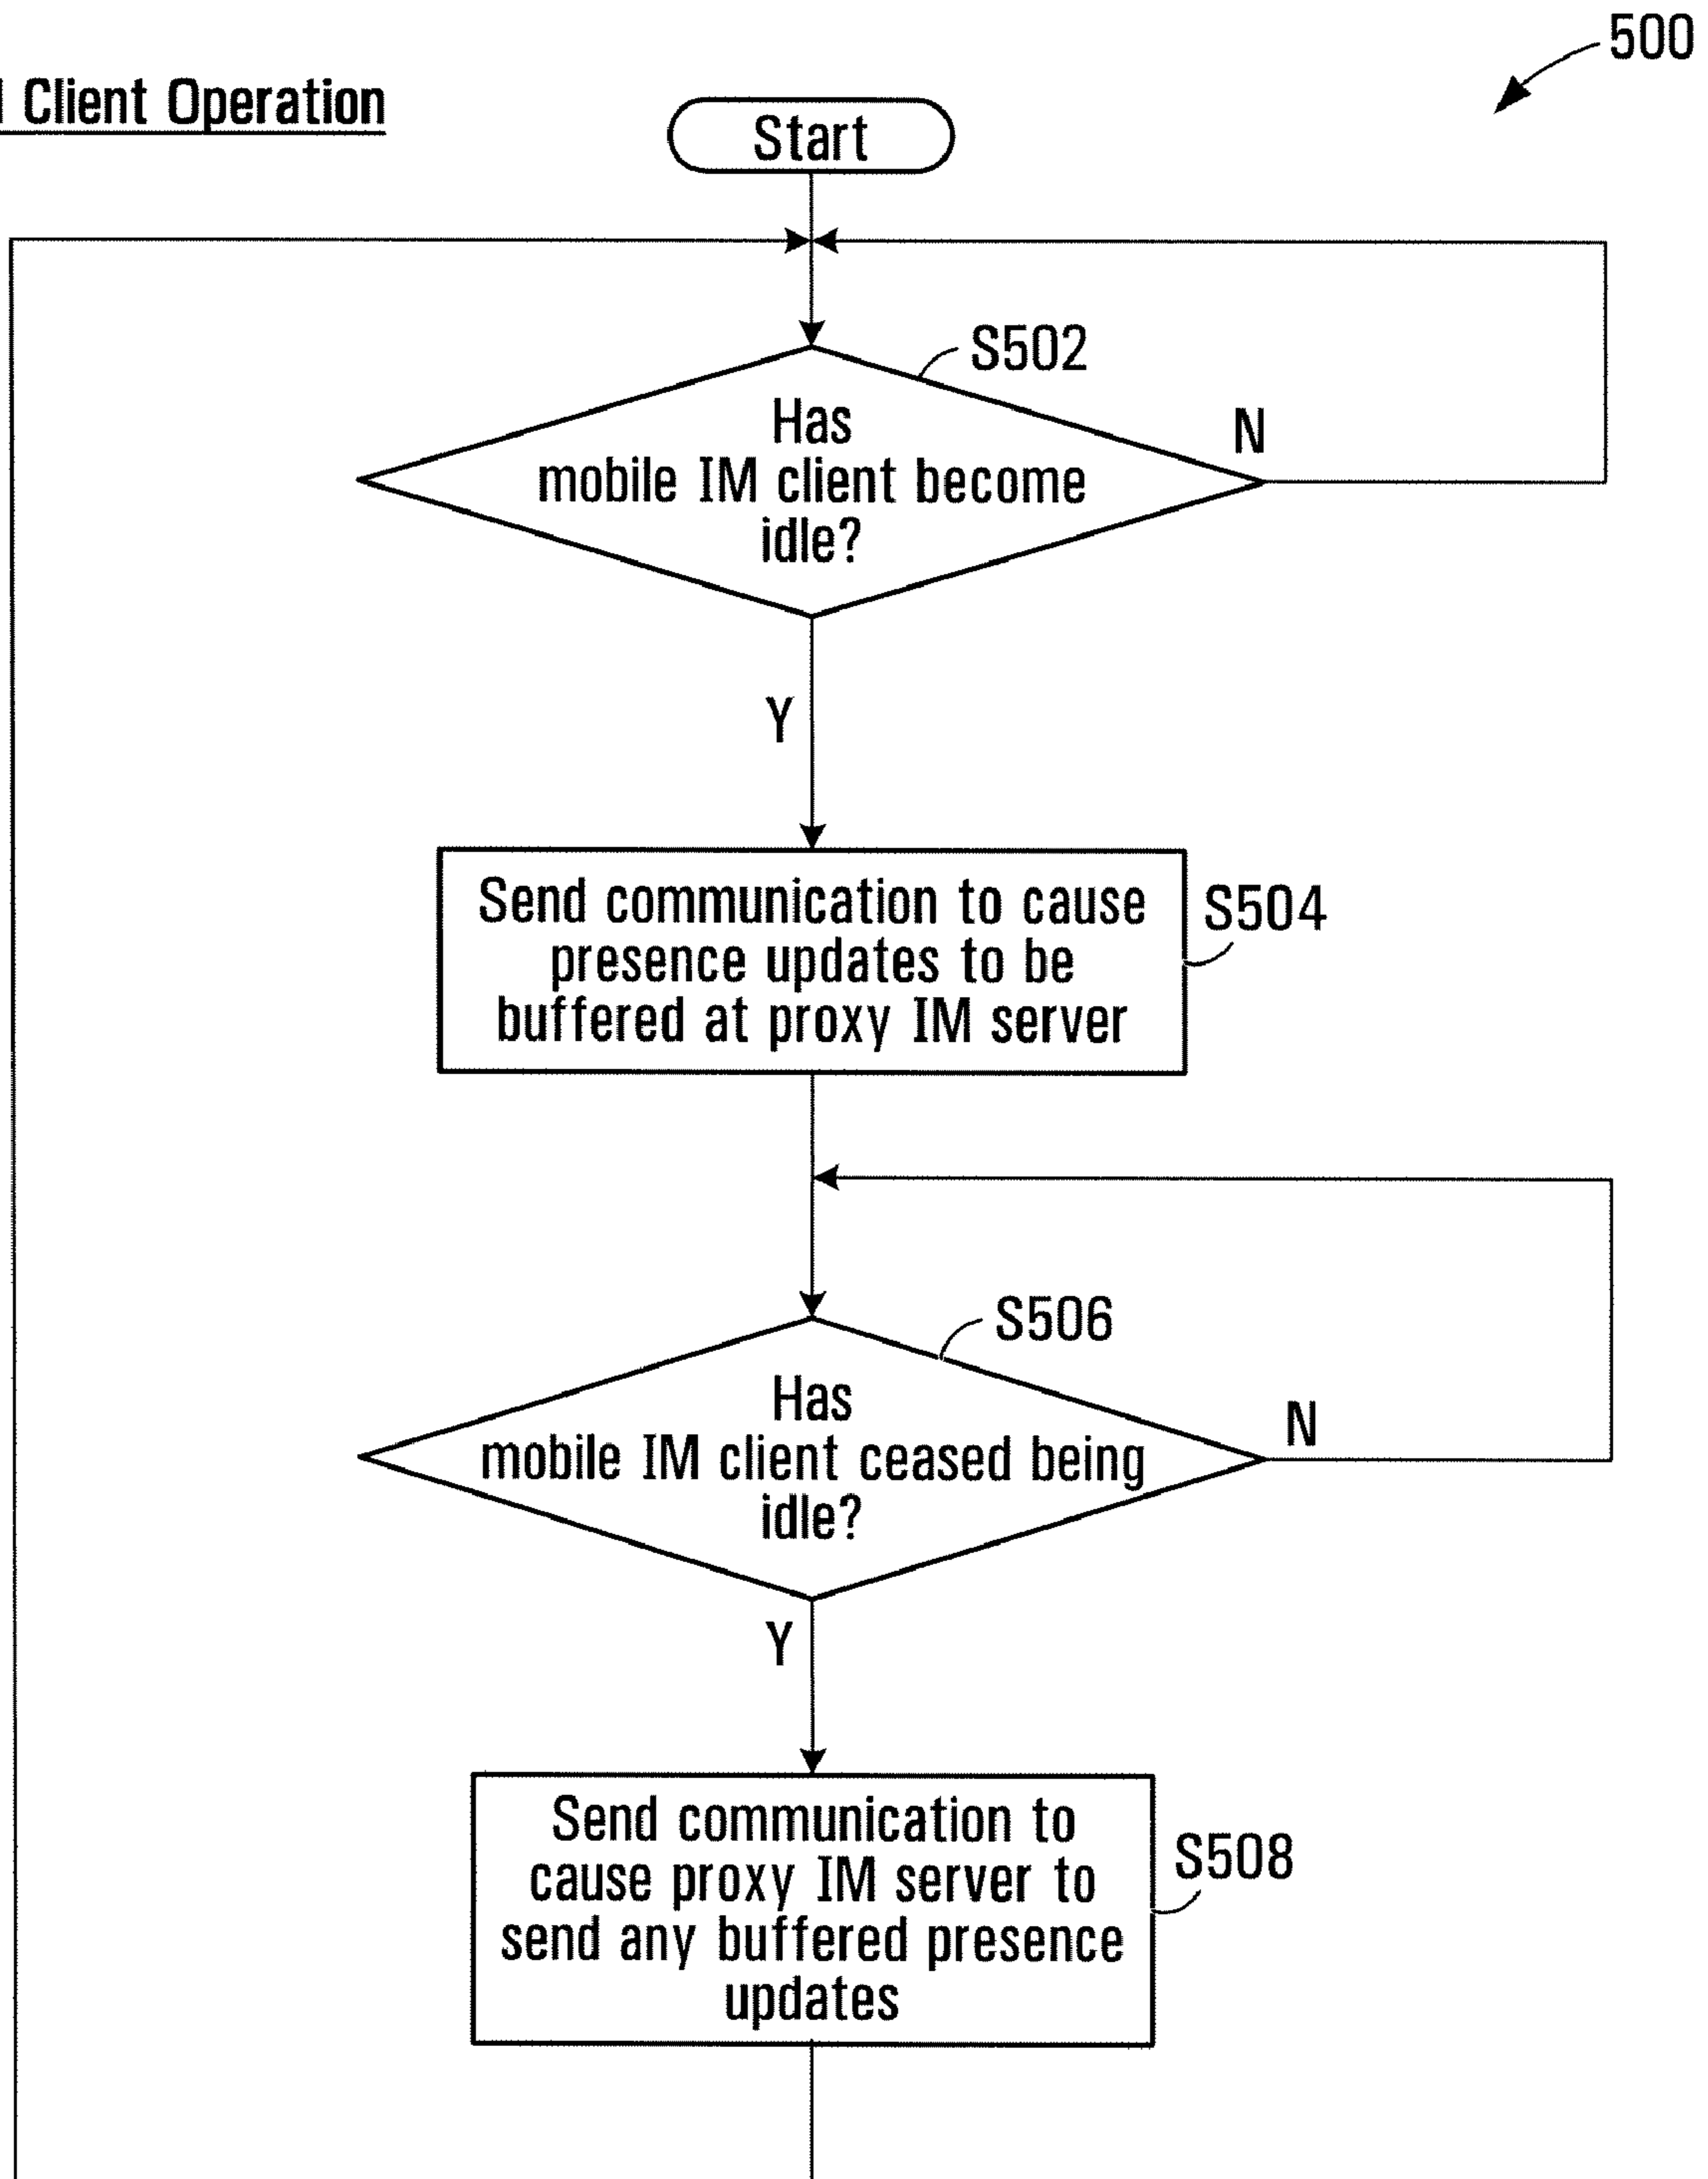 500
Client Operation
Start
S502
Has
mobile IM client become
idle?
N
Y
Send communication to cause
presence updates to be
buffered at proxy IM server
S504
S506
Has
mobile IM client ceased being
idle?
N
Y
Send communication to
cause proxy IM server to
send any buffered presence
updates
S508